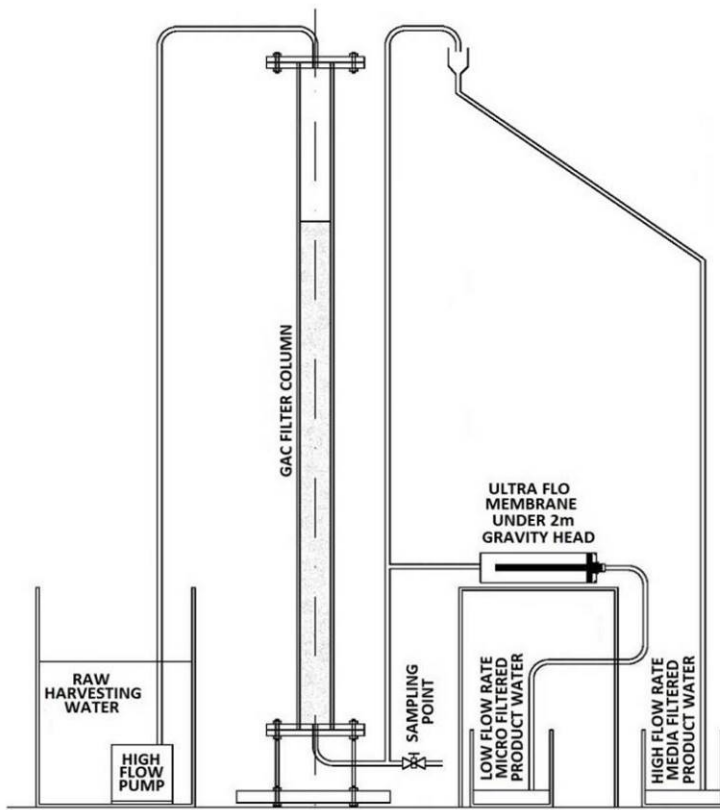 GAC FILTER COLUMN
ULTRA FLO
MEMBRANE
UNDER 2m
GRAVITY HEAD
RAW
HARVESTING
WATER
HIGH
FLOW
PUMP
SAMPLING
POINT
LOW FLOW RATE
MICRO FILTERED
PRODUCT WATER
HIGH FLOW RATE
MEDIA FILTERED
PRODUCT WATER